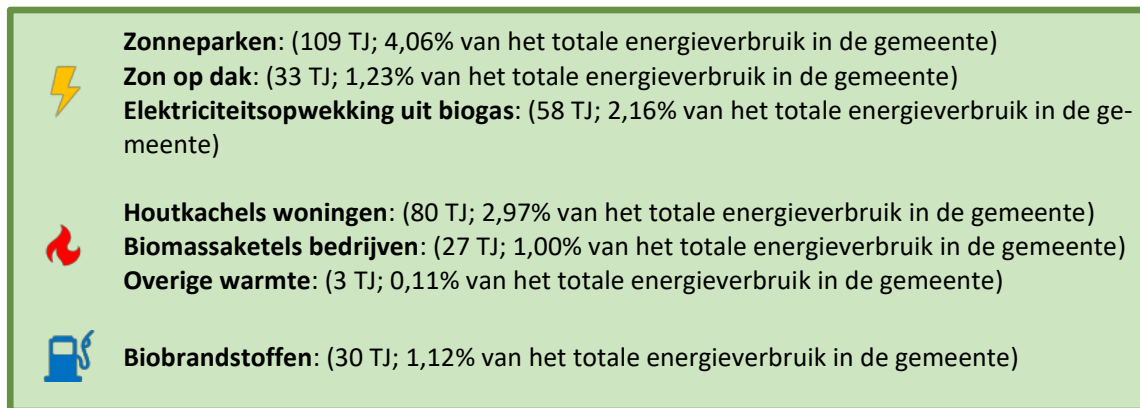 Zonneparken: (109 TJ; 4,06% van het totale energieverbruik in de gemeente)
Zon op dak: (33 TJ; 1,23% van het totale energieverbruik in de gemeente)
Elektriciteitsopwekking uit biogas: (58 TJ; 2,16% van het totale energieverbruik in de ge-
meente)
Houtkachels woningen: (80 TJ; 2,97% van het totale energieverbruik in de gemeente)
Biomassaketels bedrijven: (27 TJ; 1,00% van het totale energieverbruik in de gemeente)
Overige warmte: (3 TJ; 0,11% van het totale energieverbruik in de gemeente)
Biobrandstoffen: (30 TJ; 1,12% van het totale energieverbruik in de gemeente)